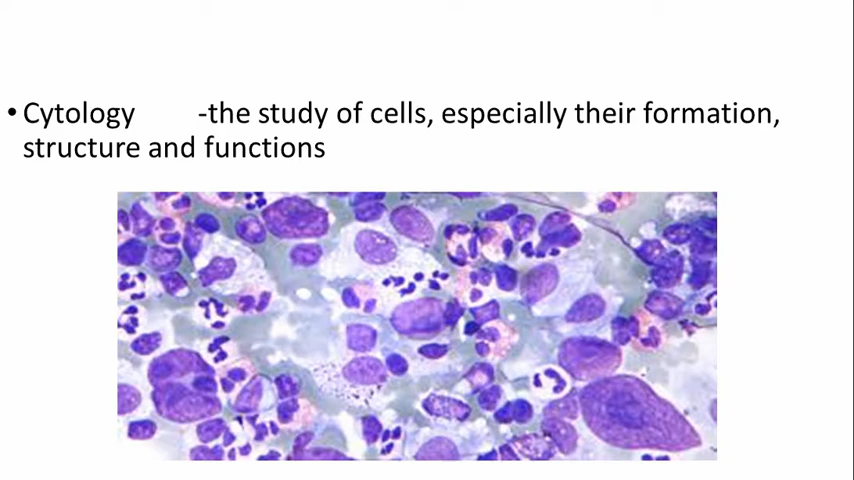 • Cytology -the study of cells, especially their formation,
structure and functions